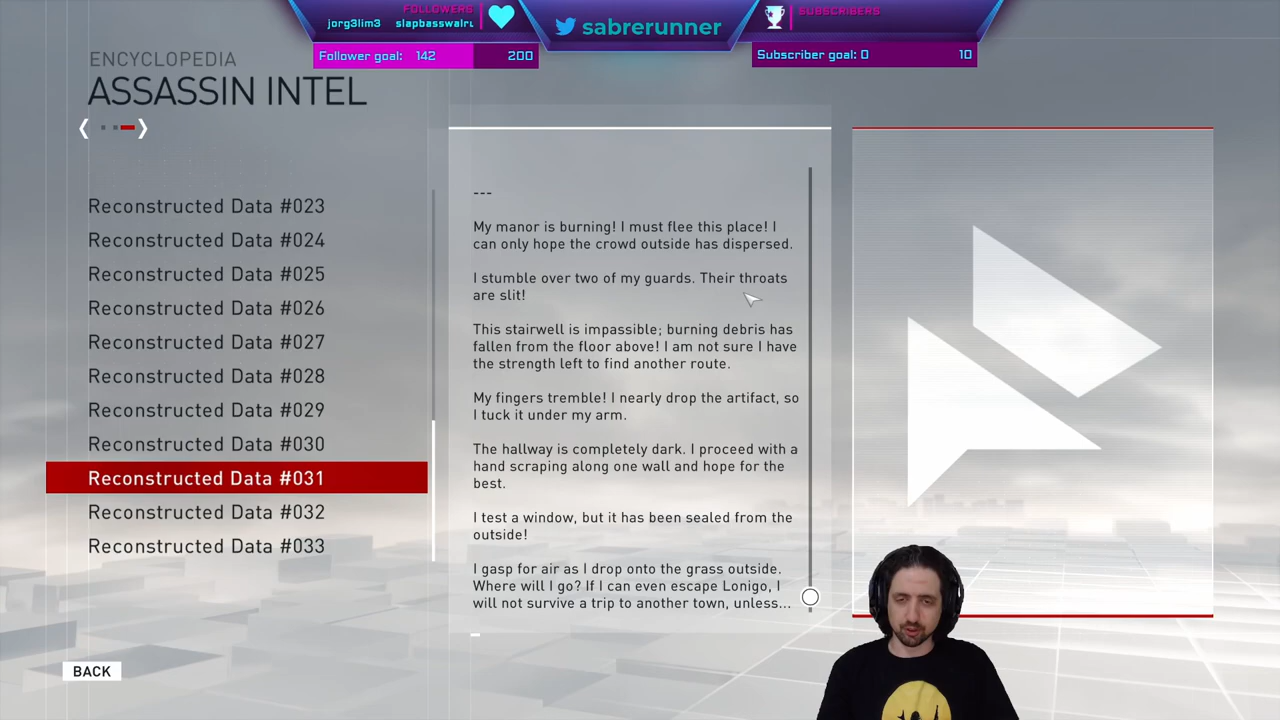 FOLLOWERS
jorg3lim3 slapbasswalru
Follower goal: 142 200
sabrerunner
SUBSCRIBERS
Subscriber goal: 0 10
ENCYCLOPEDIA
ASSASSIN INTEL
Reconstructed Data #023
Reconstructed Data #024
Reconstructed Data #025
Reconstructed Data #026
Reconstructed Data #027
Reconstructed Data #028
Reconstructed Data #029
Reconstructed Data #030
Reconstructed Data #031
Reconstructed Data #032
Reconstructed Data #033
---
My manor is burning! I must flee this place! I
can only hope the crowd outside has dispersed.
I stumble over two of my guards. Their throats
are slit!
This stairwell is impassible; burning debris has
fallen from the floor above! I am not sure I have
the strength left to find another route.
My fingers tremble! I nearly drop the artifact, so
I tuck it under my arm.
The hallway is completely dark. I proceed with a
hand scraping along one wall and hope for the
best.
I test a window, but it has been sealed from the
outside!
I gasp for air as I drop onto the grass outside.
Where will I go? If I can even escape Lonigo, I
will not survive a trip to another town, unless...
BACK